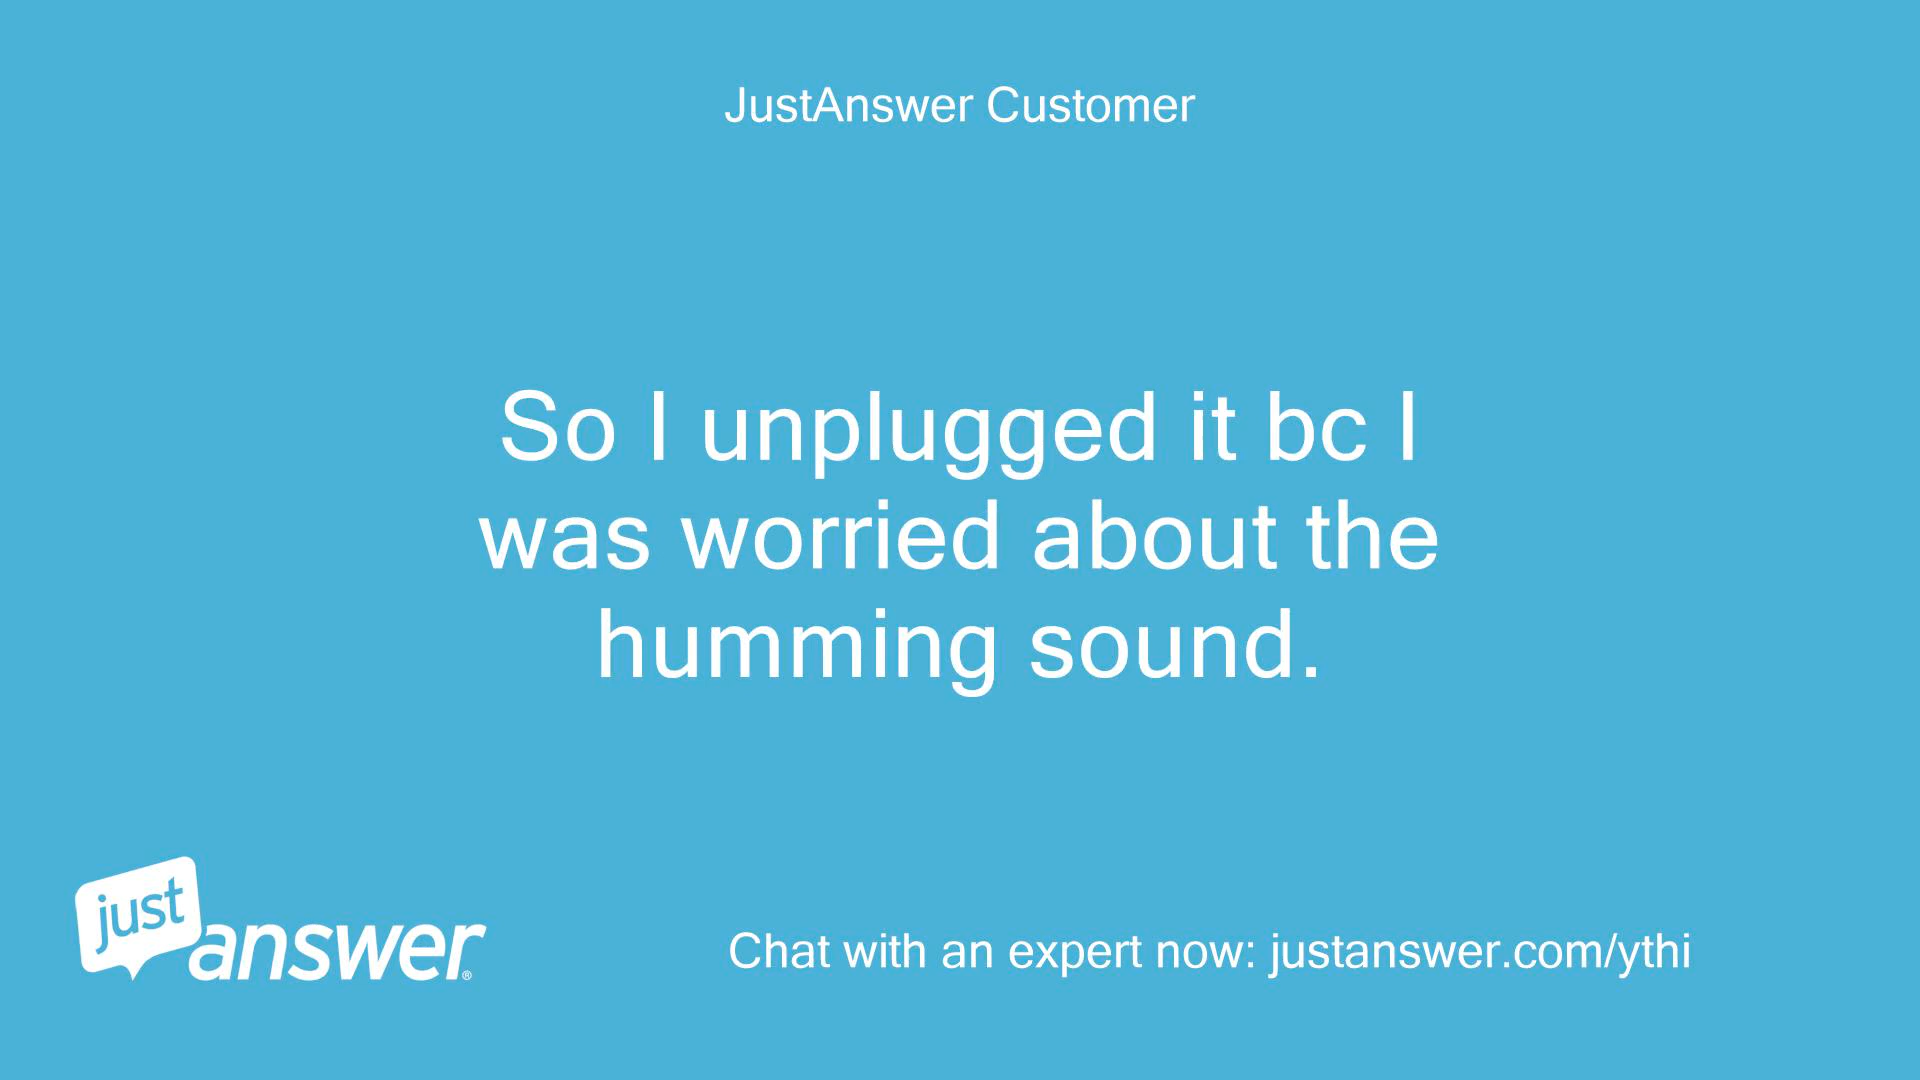 JustAnswer Customer
So I unplugged it bc I
was worried about the
humming sound.
just
answer®
Chat with an expert now: justanswer.com/ythi